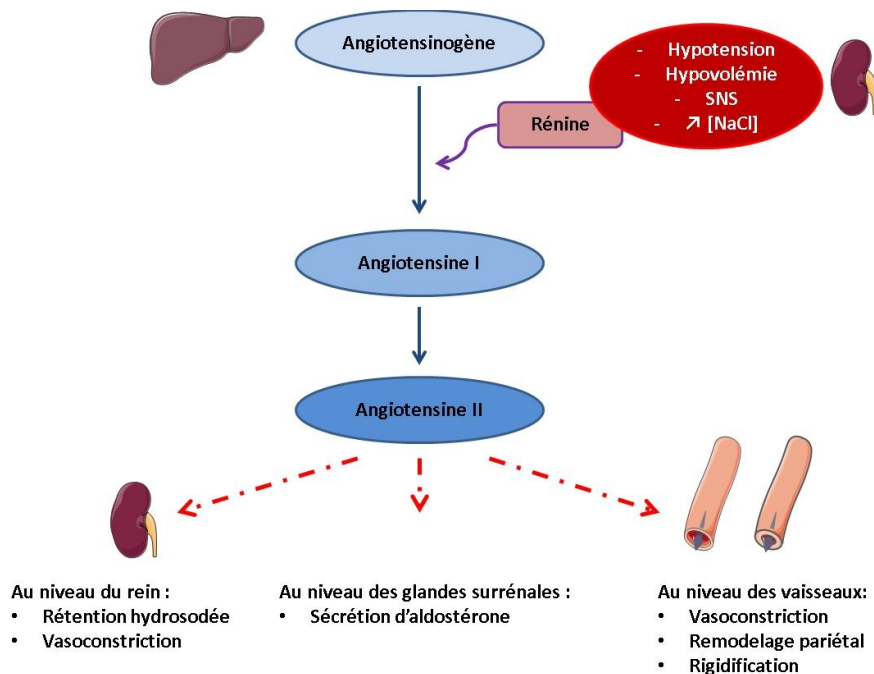 Angiotensinogène
- Hypotension
- Hypovolémie
- SNS
- ↗ [NaCl]
Rénine
Angiotensine I
Angiotensine II
Au niveau du rein :
• Rétention hydrosodée
• Vasoconstriction
Au niveau des glandes surrénales :
• Sécrétion d’aldostérone
Au niveau des vaisseaux:
• Vasoconstriction
• Remodelage pariétal
• Rigidification